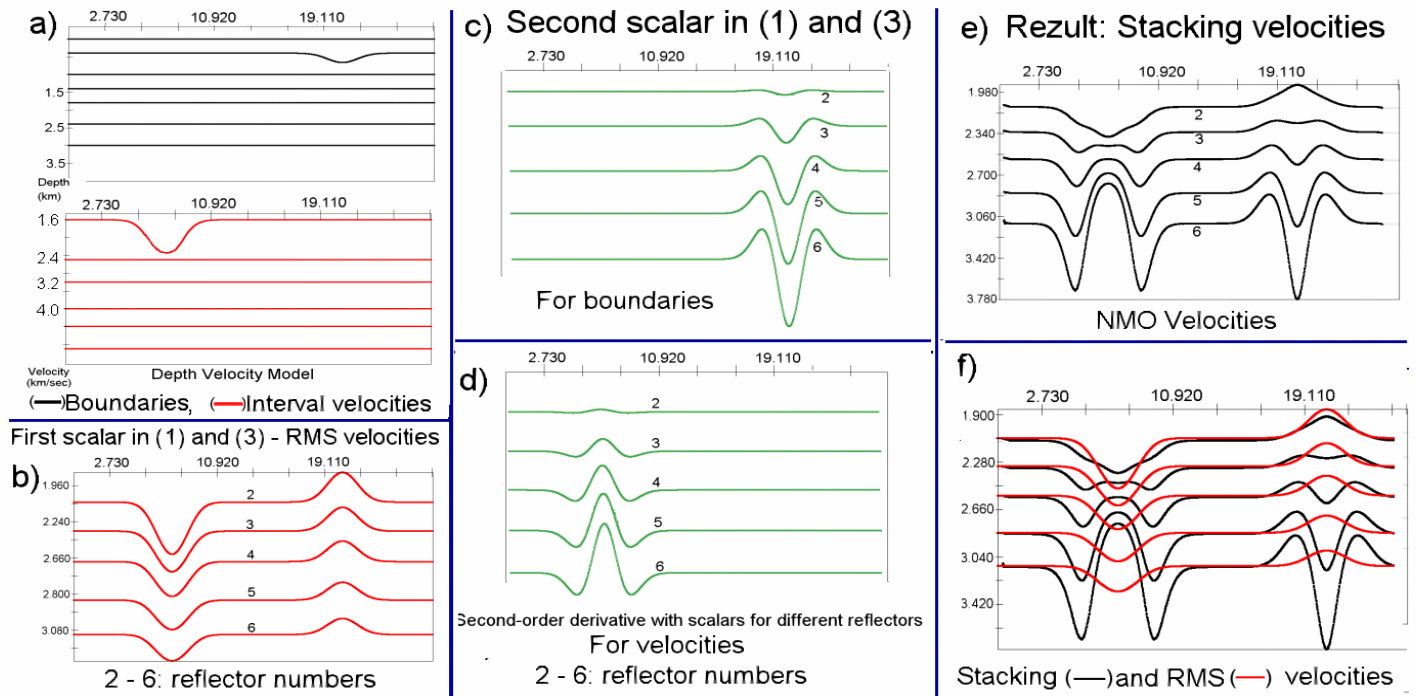 a)
2.730 10.920 19.110
1.5
2.5
3.5
Depth
(km)
2.730 10.920 19.110
1.6
2.4
3.2
4.0
Velocity
(km/sec)
Depth Velocity Model
(—)Boundaries, (—)Interval velocities
First scalar in (1) and (3) - RMS velocities
b)
2.730 10.920 19.110
1.960
2.240
2.660
2.800
3.080
2
3
4
5
6
2 - 6: reflector numbers
c) Second scalar in (1) and (3)
2.730 10.920 19.110
2
3
4
5
6
For boundaries
d)
2.730 10.920 19.110
2
3
4
5
6
Second-order derivative with scalars for different reflectors
For velocities
2 - 6: reflector numbers
e) Rezult: Stacking velocities
2.730 10.920 19.110
1.980
2.340
2.700
3.060
3.420
3.780
2
3
4
5
6
NMO Velocities
f)
2.730 10.920 19.110
1.900
2.280
2.660
3.040
3.420
Stacking (—)and RMS (—) velocities